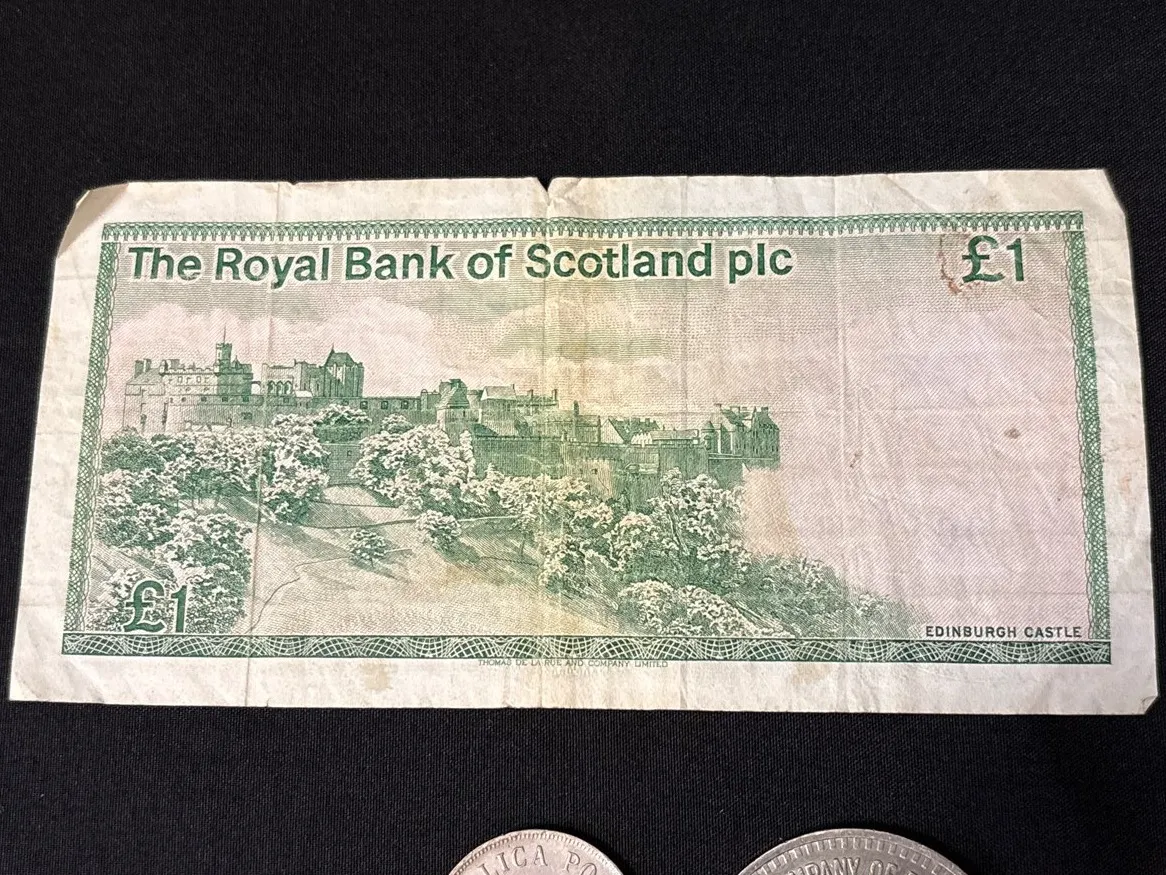 The Royal Bank of Scotland plc
£1
£1
EDINBURGH CASTLE
THOMAS DE LA RUE AND COMPANY LIMITED